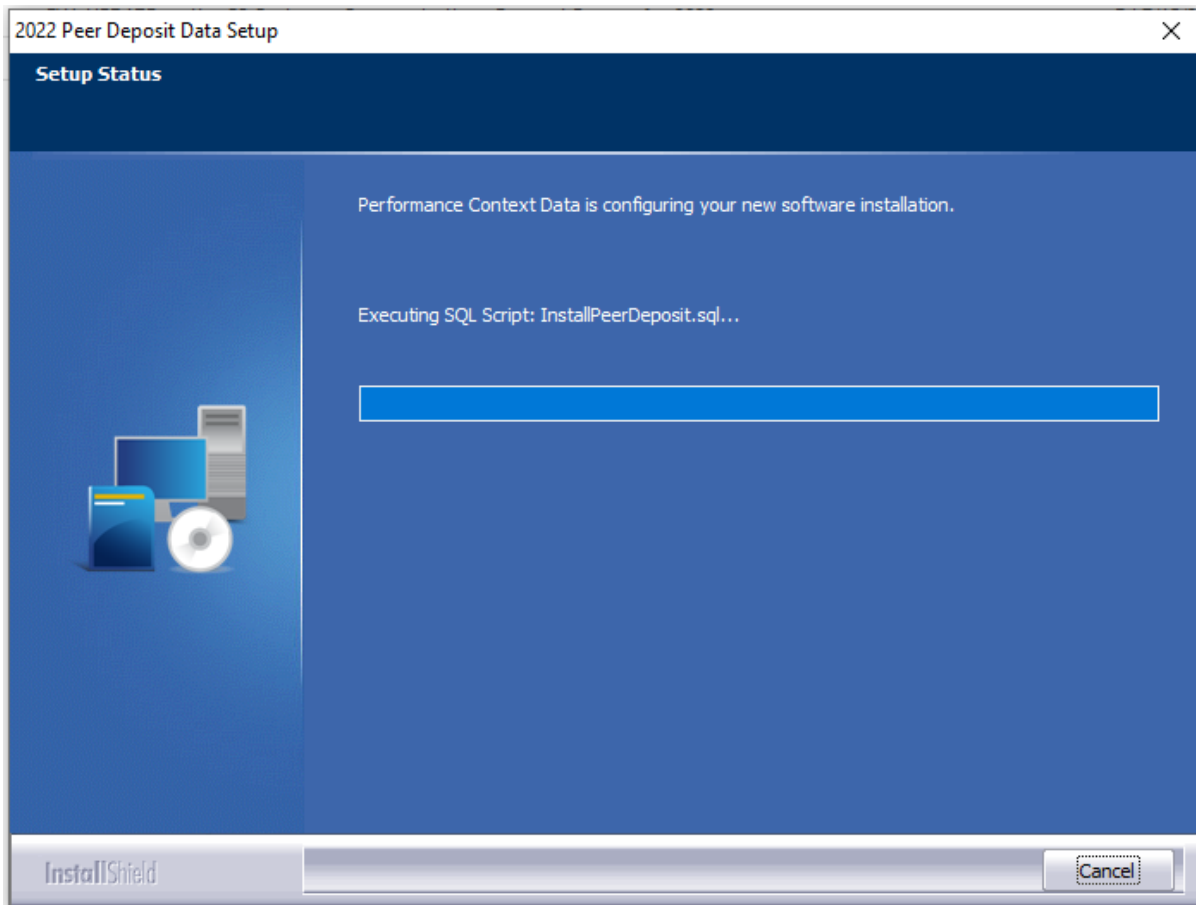 2022 Peer Deposit Data Setup
Setup Status
Performance Context Data is configuring your new software installation.
Executing SQL Script: InstallPeerDeposit.sql...
InstallShield
Cancel